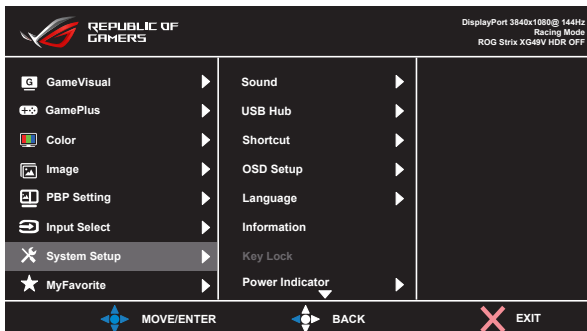 REPUBLIC OF
GAMERS
DisplayPort 3840x1080@ 144Hz
Racing Mode
ROG Strix XG49V HDR OFF
G GameVisual
GamePlus
Color
Image
PBP Setting
Input Select
System Setup
MyFavorite
Sound
USB Hub
Shortcut
OSD Setup
Language
Information
Key Lock
Power Indicator
MOVE/ENTER
BACK
EXIT